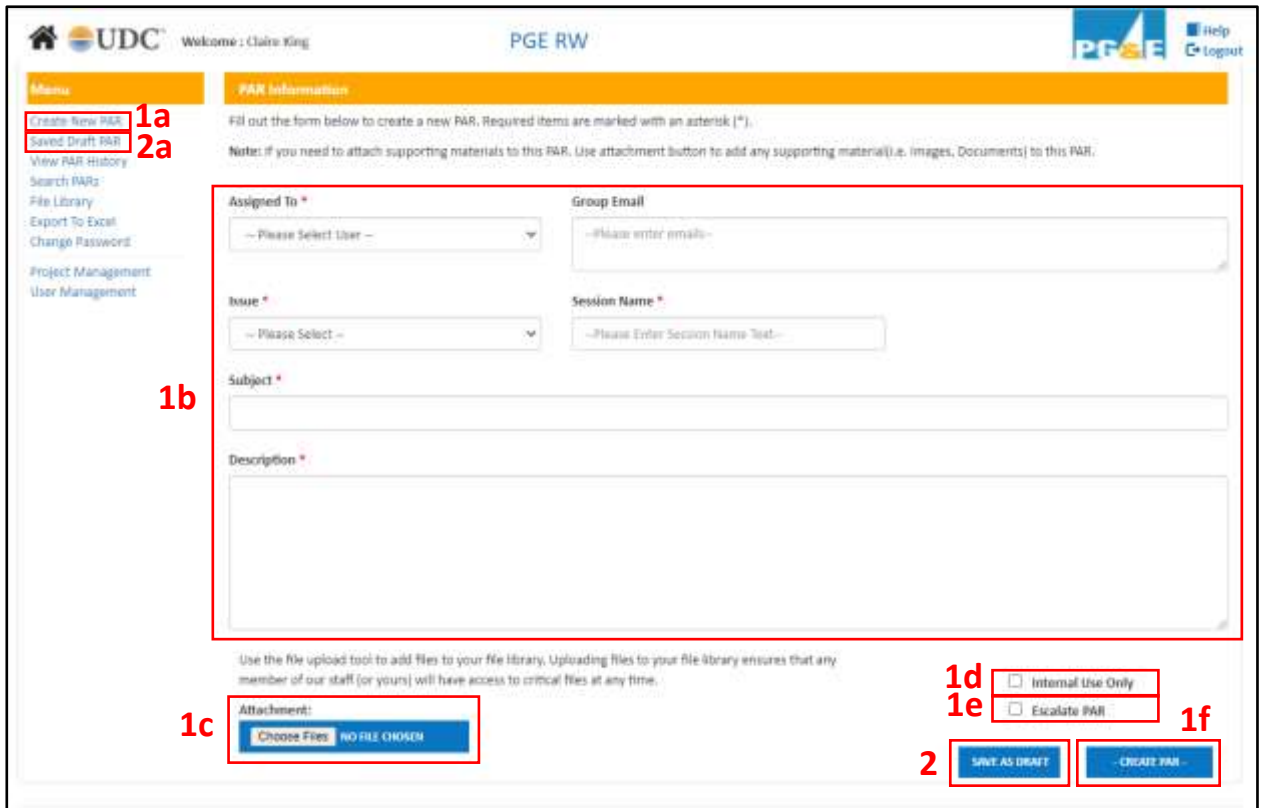 UDC Welcome : Claire King PGE RW PG&E Help
Logout
Menu PAR Information
Create New PAR 1a Fill out the form below to create a new PAR. Required items are marked with an asterisk (*).
Saved Draft PAR 2a
View PAR History Note: If you need to attach supporting materials to this PAR. Use attachment button to add any supporting material(i.e. Images, Documents) to this PAR.
Search PARs
File Library
Export To Excel
Change Password
Project Management
User Management
Assigned To * Group Email
-- Please Select User -- --Please enter emails--
Issue * Session Name *
-- Please Select -- --Please Enter Session Name Text--
1b
Subject *
Description *
Use the file upload tool to add files to your file library. Uploading files to your file library ensures that any
member of our staff (or yours) will have access to critical files at any time.
1d Internal Use Only
1e Escalate PAR
1c Attachment:
Choose Files NO FILE CHOSEN
1f
2 SAVE AS DRAFT - CREATE PAR -